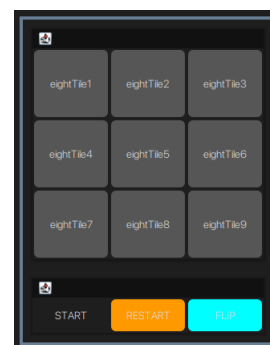 eightTile1 eightTile2 eightTile3
eightTile4 eightTile5 eightTile6
eightTile7 eightTile8 eightTile9
START RESTART FLIP